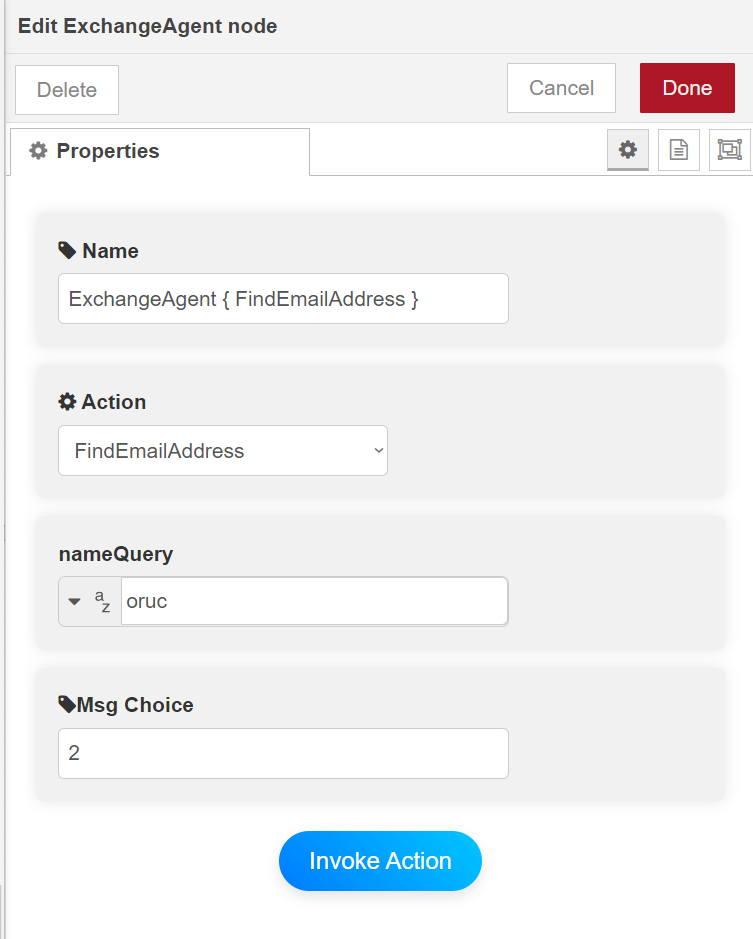 Edit ExchangeAgent node
Delete
Cancel
Done
Properties
Name
ExchangeAgent { FindEmailAddress }
Action
FindEmailAddress
nameQuery
a
z
oruc
Msg Choice
2
Invoke Action